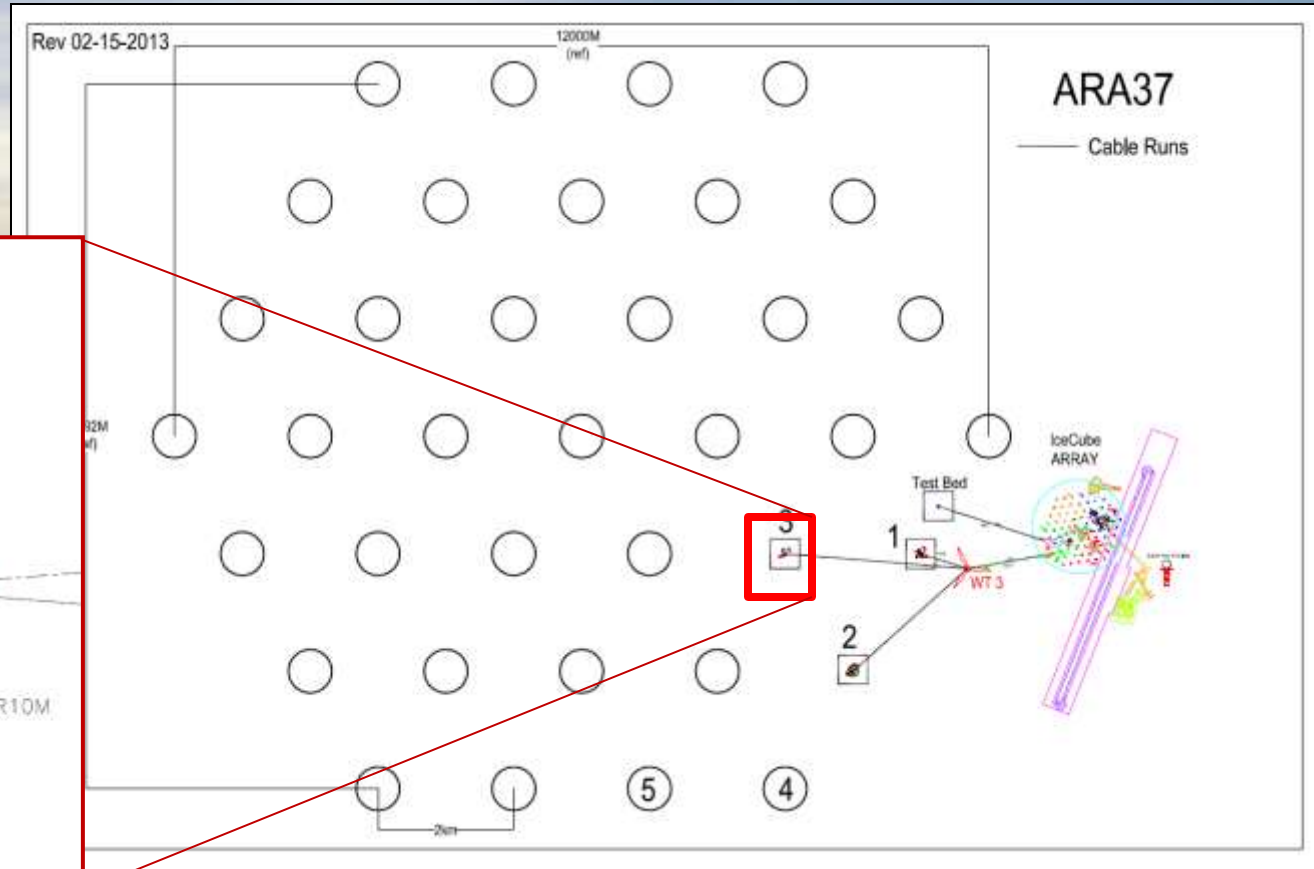 Rev 02-15-2013
12000M
(ref)
ARA37
Cable Runs
92M
IceCube
ARRAY
Test Bed
3
1
WT 3
2
R10M
5
4
2km